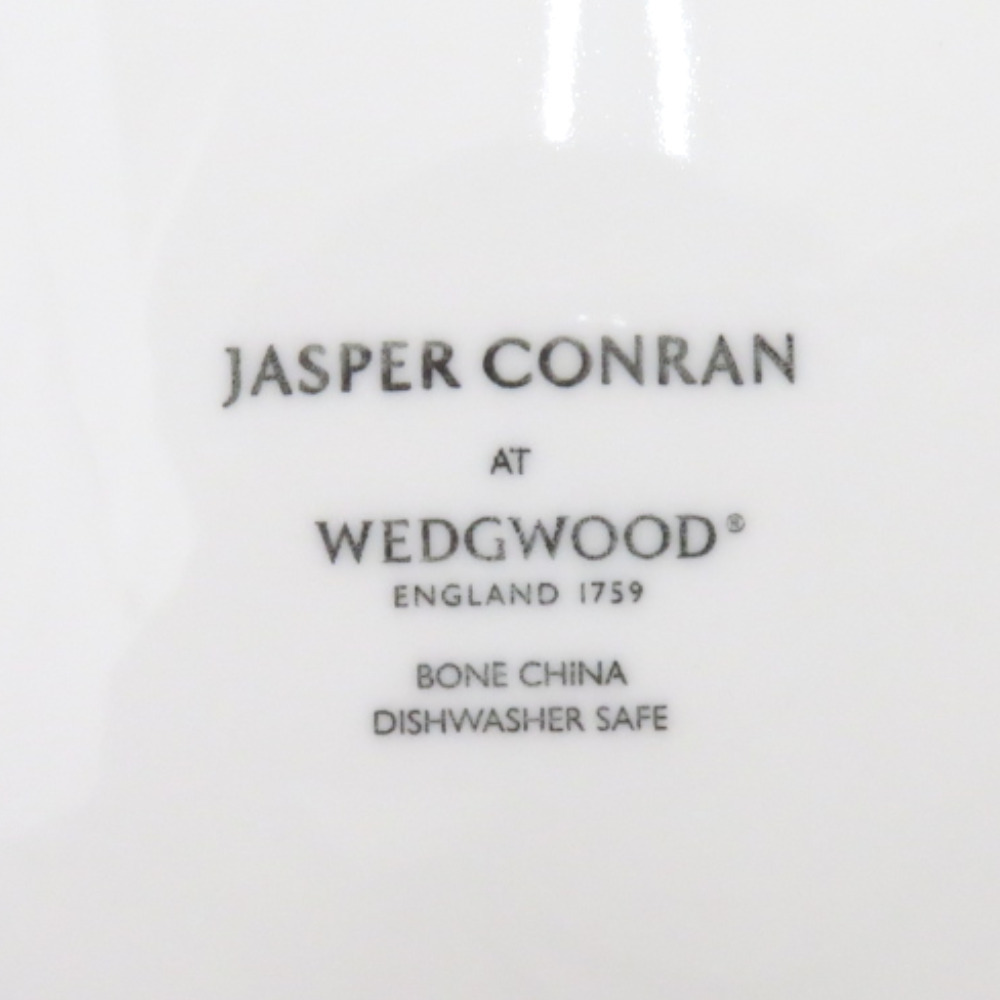 JASPER CONRAN
AT
WEDGWOOD®
ENGLAND 1759
BONE CHINA
DISHWASHER SAFE